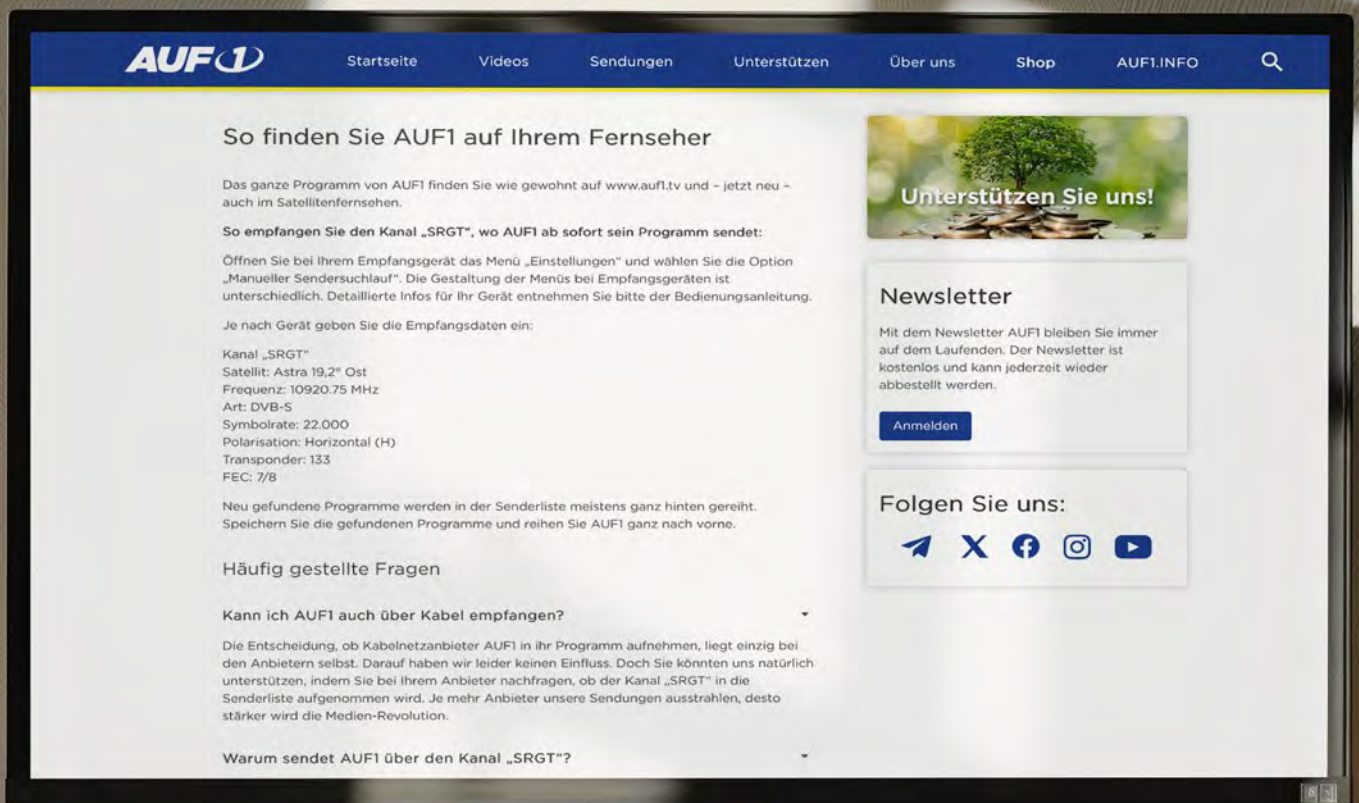 AUF1
Startseite
Videos
Sendungen
Unterstützen
Über uns
Shop
AUF1.INFO
So finden Sie AUF1 auf Ihrem Fernseher
Das ganze Programm von AUF1 finden Sie wie gewohnt auf www.auf1.tv und – jetzt neu –
auch im Satellitenfernsehen.
So empfangen Sie den Kanal „SRGT“, wo AUF1 ab sofort sein Programm sendet:
Öffnen Sie bei Ihrem Empfangsgerät das Menü „Einstellungen“ und wählen Sie die Option
„Manueller Sendersuchlauf“. Die Gestaltung der Menüs bei Empfangsgeräten ist
unterschiedlich. Detaillierte Infos für Ihr Gerät entnehmen Sie bitte der Bedienungsanleitung.
Je nach Gerät geben Sie die Empfangsdaten ein:
Kanal „SRGT“
Satellit: Astra 19,2° Ost
Frequenz: 10920.75 MHz
Art: DVB-S
Symbolrate: 22.000
Polarisation: Horizontal (H)
Transponder: 133
FEC: 7/8
Neu gefundene Programme werden in der Senderliste meistens ganz hinten gereiht.
Speichern Sie die gefundenen Programme und reihen Sie AUF1 ganz nach vorne.
Häufig gestellte Fragen
Kann ich AUF1 auch über Kabel empfangen?
Die Entscheidung, ob Kabelnetzanbieter AUF1 in ihr Programm aufnehmen, liegt einzig bei
den Anbietern selbst. Darauf haben wir leider keinen Einfluss. Doch Sie könnten uns natürlich
unterstützen, indem Sie bei Ihrem Anbieter nachfragen, ob der Kanal „SRGT“ in die
Senderliste aufgenommen wird. Je mehr Anbieter unsere Sendungen ausstrahlen, desto
stärker wird die Medien-Revolution.
Warum sendet AUF1 über den Kanal „SRGT“?
Unterstützen Sie uns!
Newsletter
Mit dem Newsletter AUF1 bleiben Sie immer
auf dem Laufenden. Der Newsletter ist
kostenlos und kann jederzeit wieder
abbestellt werden.
Anmelden
Folgen Sie uns: